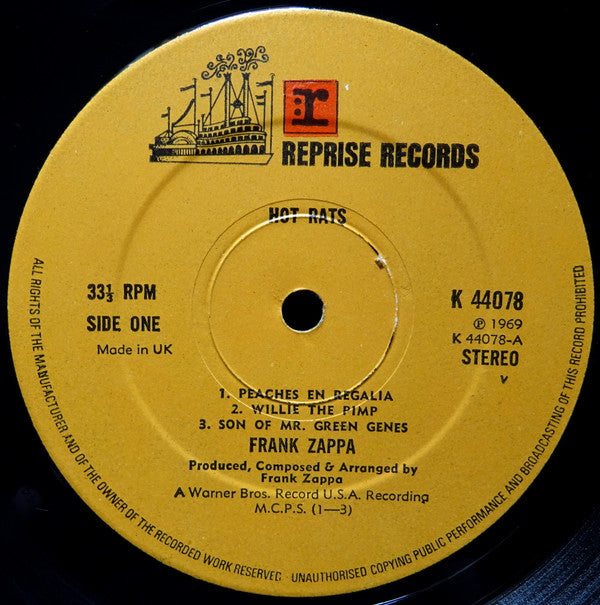 r
REPRISE RECORDS
HOT RATS
33⅓ RPM
SIDE ONE
Made in UK
K 44078
℗ 1969
K 44078-A
STEREO
V
1. PEACHES EN REGALIA
2. WILLIE THE PIMP
3. SON OF MR. GREEN GENES
FRANK ZAPPA
Produced, Composed & Arranged by
Frank Zappa
A Warner Bros. Record U.S.A. Recording
M.C.P.S. (1—3)
ALL RIGHTS OF THE MANUFACTURER AND OF THE OWNER OF THE RECORDED WORK RESERVED UNAUTHORISED COPYING PUBLIC PERFORMANCE AND BROADCASTING OF THIS RECORD PROHIBITED